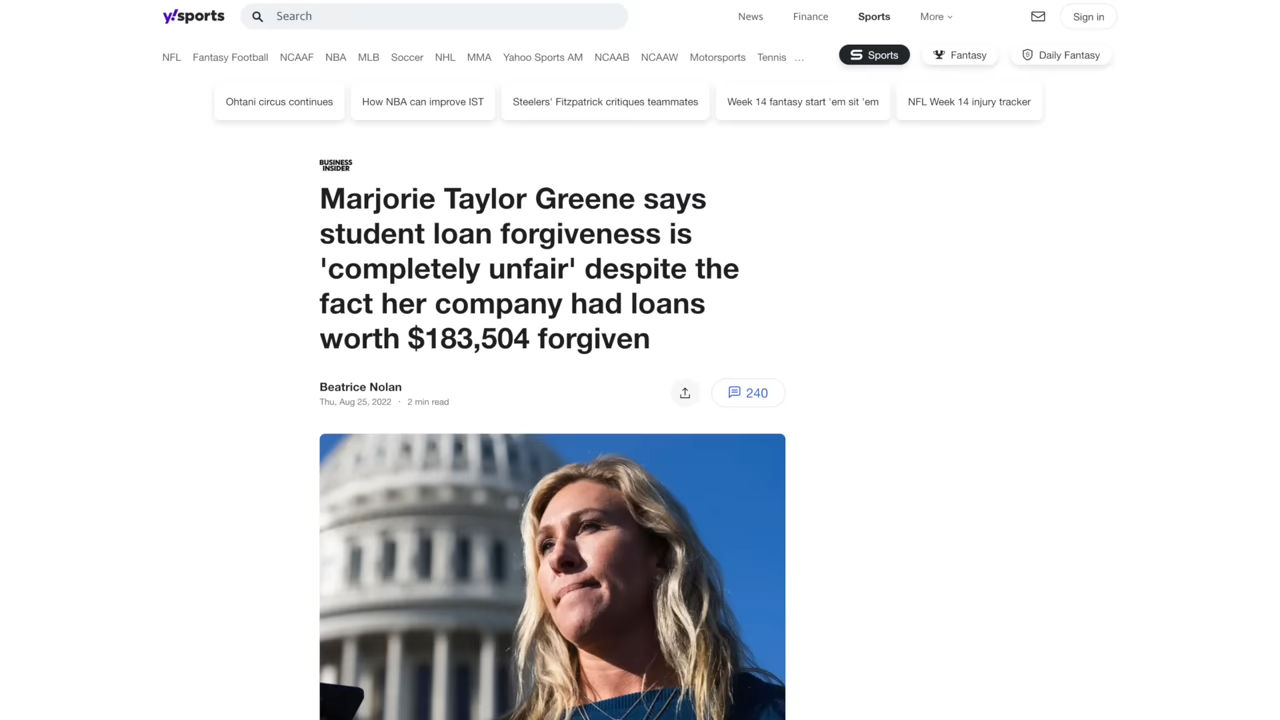 y!sports
Search
News Finance Sports More
Sign in
NFL Fantasy Football NCAAF NBA MLB Soccer NHL MMA Yahoo Sports AM NCAAB NCAAW Motorsports Tennis ...
Sports Fantasy Daily Fantasy
Ohtani circus continues How NBA can improve IST Steelers' Fitzpatrick critiques teammates Week 14 fantasy start 'em sit 'em NFL Week 14 injury tracker
BUSINESS
INSIDER
Marjorie Taylor Greene says
student loan forgiveness is
'completely unfair' despite the
fact her company had loans
worth $183,504 forgiven
Beatrice Nolan
Thu, Aug 25, 2022 · 2 min read
240